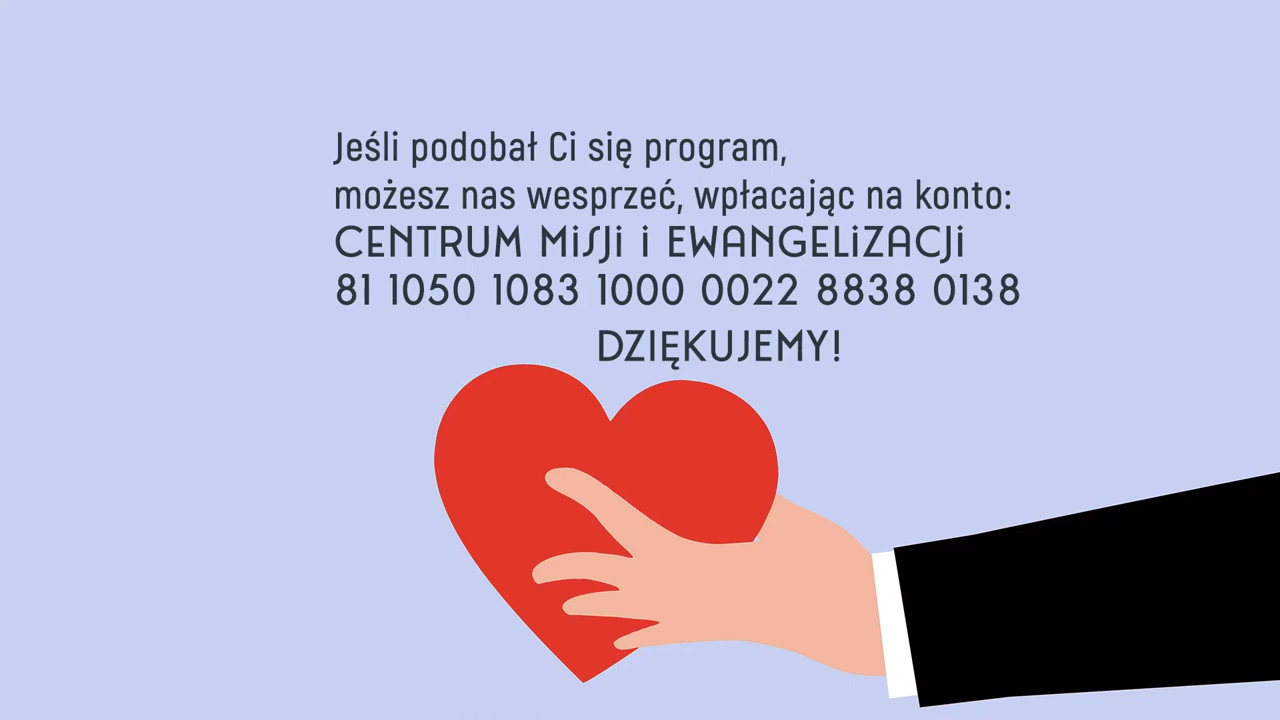 Jeśli podobał Ci się program,
możesz nas wesprzeć, wpłacając na konto:
CENTRUM MiSJi i EWANGELiZACJi
81 1050 1083 1000 0022 8838 0138
DZIĘKUJEMY!